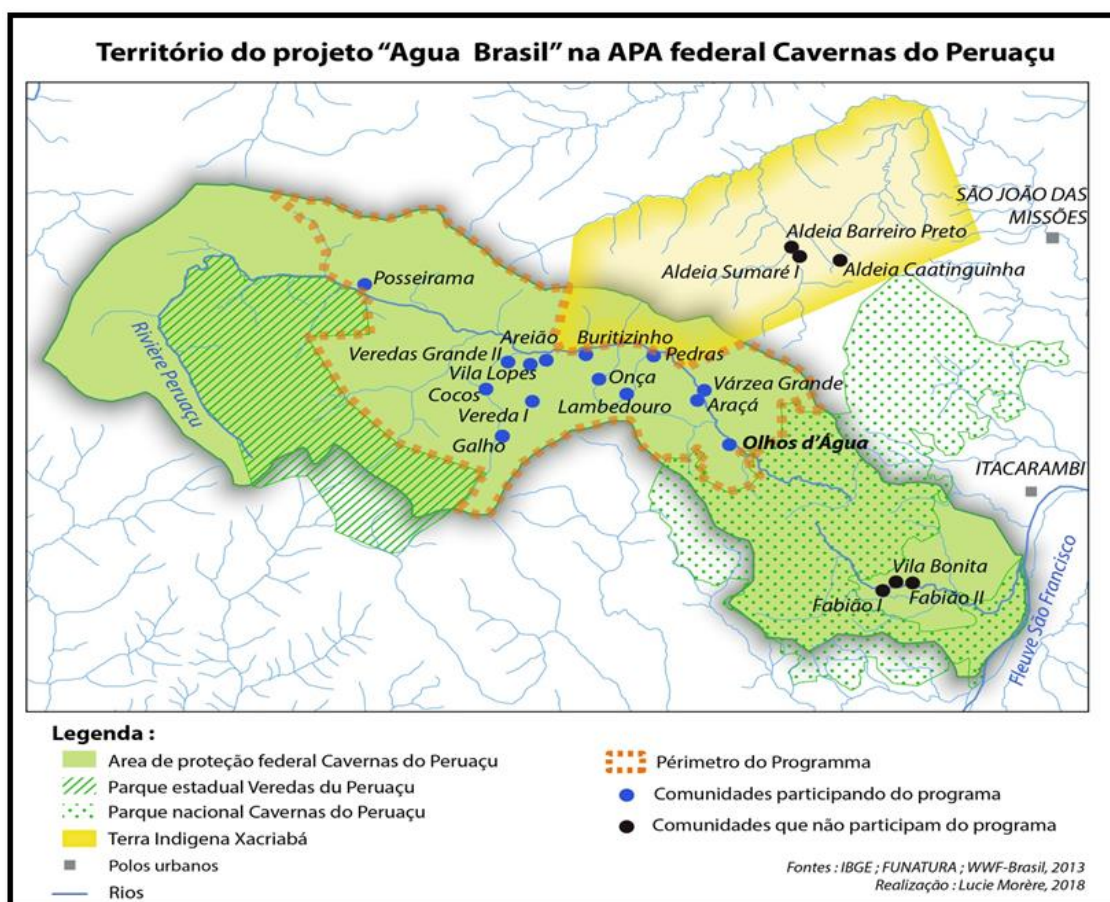 Território do projeto “Agua Brasil” na APA federal Cavernas do Peruaçu
SÃO JOÃO DAS
MISSÕES
Aldeia Barreiro Preto
Aldeia Sumaré I
Aldeia Caatinguinha
Posseirama
Rivière Peruaçu
Areião
Buritizinho
Veredas Grande II
Pedras
Vila Lopes
Onça
Cocos
Várzea Grande
Lambedouro
Araçá
Vereda I
Galho
Olhos d’Água
ITACARAMBI
Vila Bonita
Fabião I
Fabião II
Fleuve São Francisco
Legenda :
Area de proteção federal Cavernas do Peruaçu
Parque estadual Veredas du Peruaçu
Parque nacional Cavernas do Peruaçu
Terra Indigena Xacriabá
Polos urbanos
Rios
Périmetro do Programma
Comunidades participando do programa
Comunidades que não participam do programa
Fontes : IBGE ; FUNATURA ; WWF-Brasil, 2013
Realização : Lucie Morère, 2018